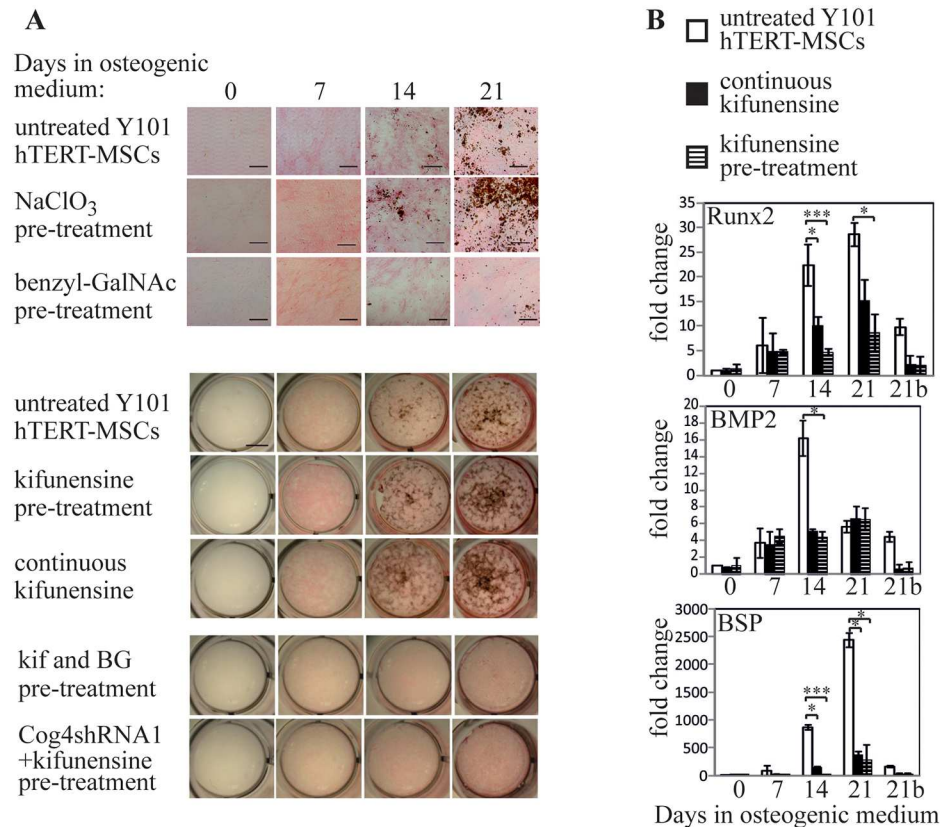 A
Days in osteogenic
medium:
0 7 14 21
untreated Y101
hTERT-MSCs
NaClO3
pre-treatment
benzyl-GalNAc
pre-treatment
untreated Y101
hTERT-MSCs
kifunensine
pre-treatment
continuous
kifunensine
kif and BG
pre-treatment
Cog4shRNA1
+kifunensine
pre-treatment
B
untreated Y101
hTERT-MSCs
continuous
kifunensine
kifunensine
pre-treatment
Runx2
fold change
35
30
25
20
15
10
5
0
***
*
*
0 7 14 21 21b
BMP2
fold change
18
16
14
12
10
8
6
4
2
0
*
0 7 14 21 21b
BSP
fold change
3000
2500
2000
1500
1000
500
0
***
*
*
*
0 7 14 21 21b
Days in osteogenic medium